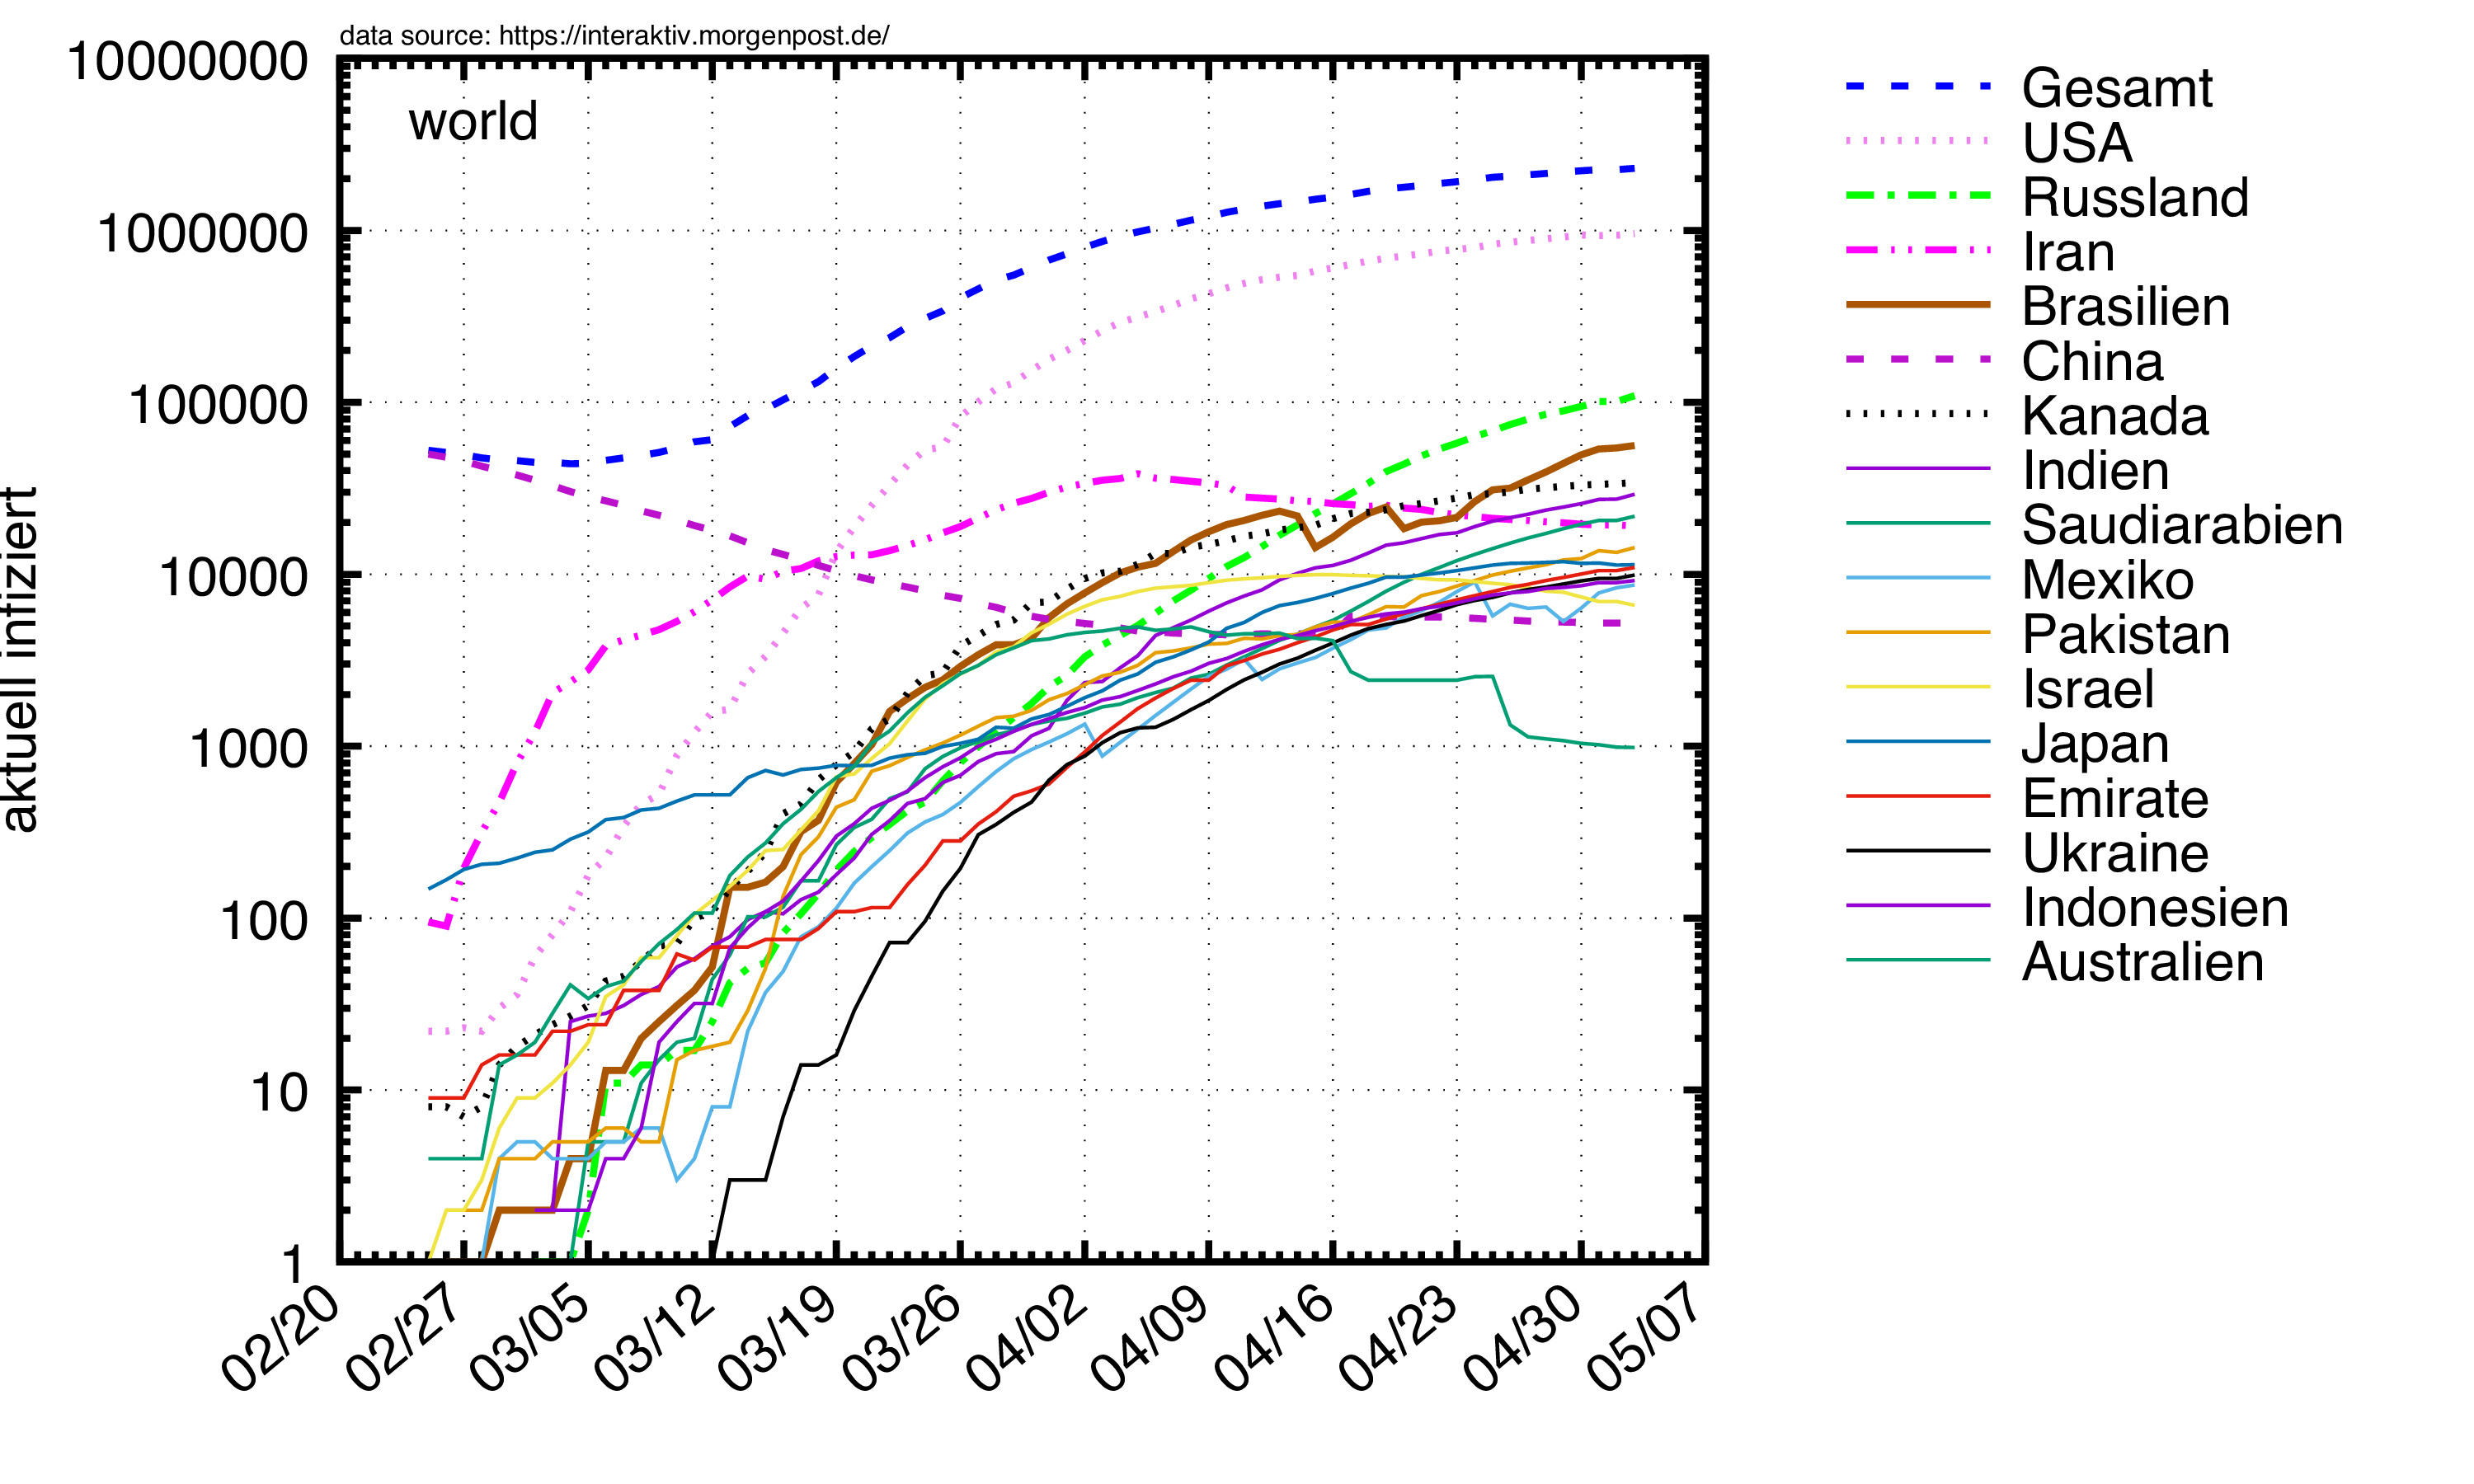 data source: https://interaktiv.morgenpost.de/
world
aktuell infiziert
10000000
1000000
100000
10000
1000
100
10
1
02/20
02/27
03/05
03/12
03/19
03/26
04/02
04/09
04/16
04/23
04/30
05/07
Gesamt
USA
Russland
Iran
Brasilien
China
Kanada
Indien
Saudiarabien
Mexiko
Pakistan
Israel
Japan
Emirate
Ukraine
Indonesien
Australien